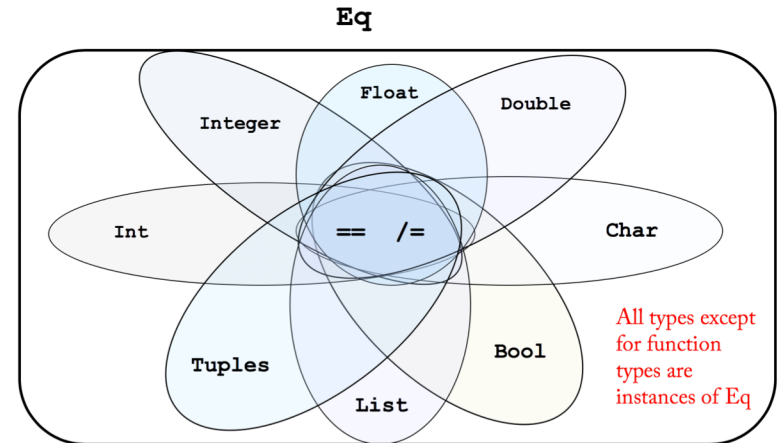 Eq
Float
Double
Integer
Int
== /=
Char
All types except
for function
types are
instances of Eq
Bool
Tuples
List